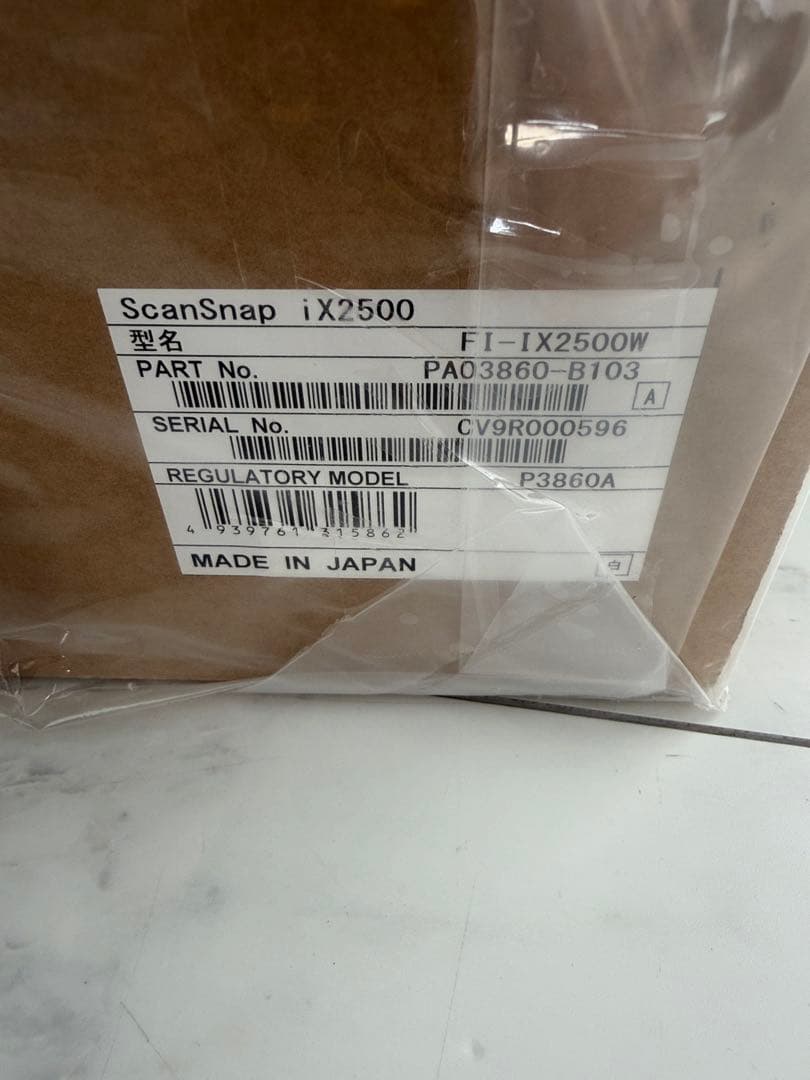 ScanSnap iX2500
型名 FI-IX2500W
PART No. PA03860-B103
A
SERIAL No. CV9R000596
REGULATORY MODEL P3860A
4 939761 315862
MADE IN JAPAN 白